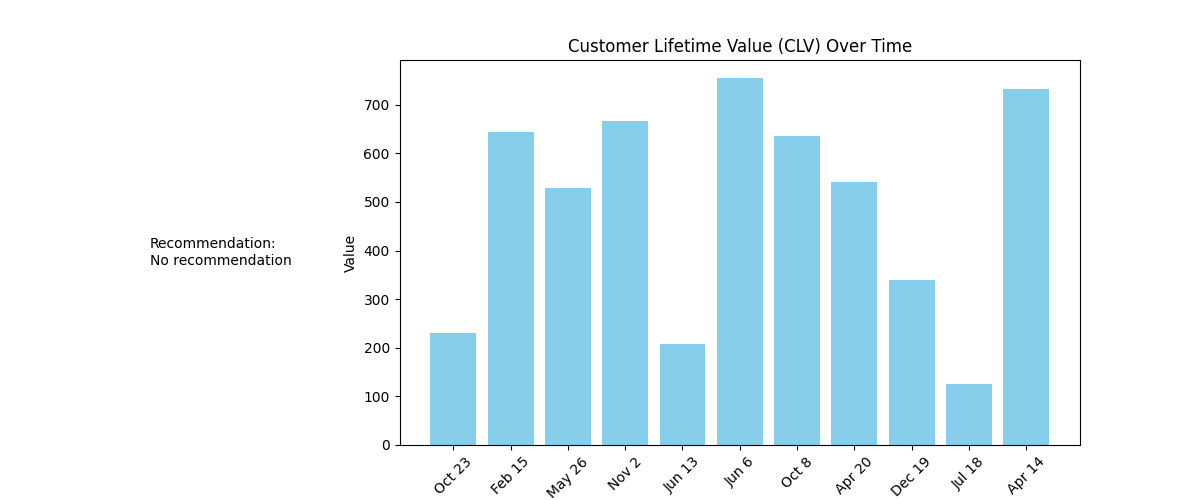 Customer Lifetime Value (CLV) Over Time
Recommendation:
No recommendation
Value
700
600
500
400
300
200
100
0
Oct 23
Feb 15
May 26
Nov 2
Jun 13
Jun 6
Oct 8
Apr 20
Dec 19
Jul 18
Apr 14